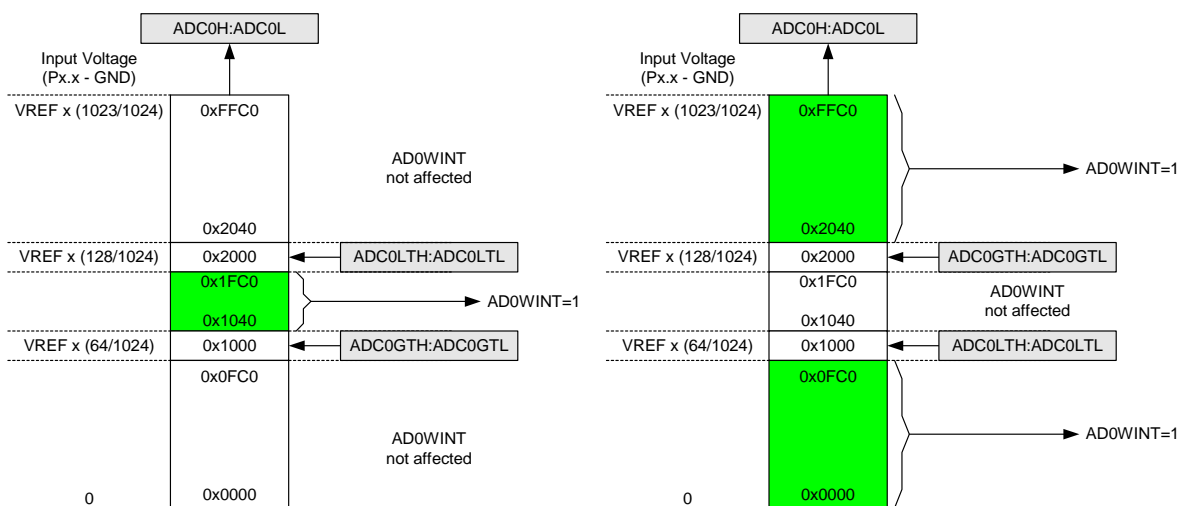 ADC0H:ADC0L
Input Voltage
(Px.x - GND)
VREF x (1023/1024)
0xFFC0
AD0WINT
not affected
0x2040
VREF x (128/1024)
0x2000
ADC0LTH:ADC0LTL
0x1FC0
AD0WINT=1
0x1040
VREF x (64/1024)
0x1000
ADC0GTH:ADC0GTL
0x0FC0
AD0WINT
not affected
0
0x0000
ADC0H:ADC0L
Input Voltage
(Px.x - GND)
VREF x (1023/1024)
0xFFC0
AD0WINT=1
0x2040
VREF x (128/1024)
0x2000
ADC0GTH:ADC0GTL
0x1FC0
AD0WINT
not affected
0x1040
VREF x (64/1024)
0x1000
ADC0LTH:ADC0LTL
0x0FC0
AD0WINT=1
0
0x0000